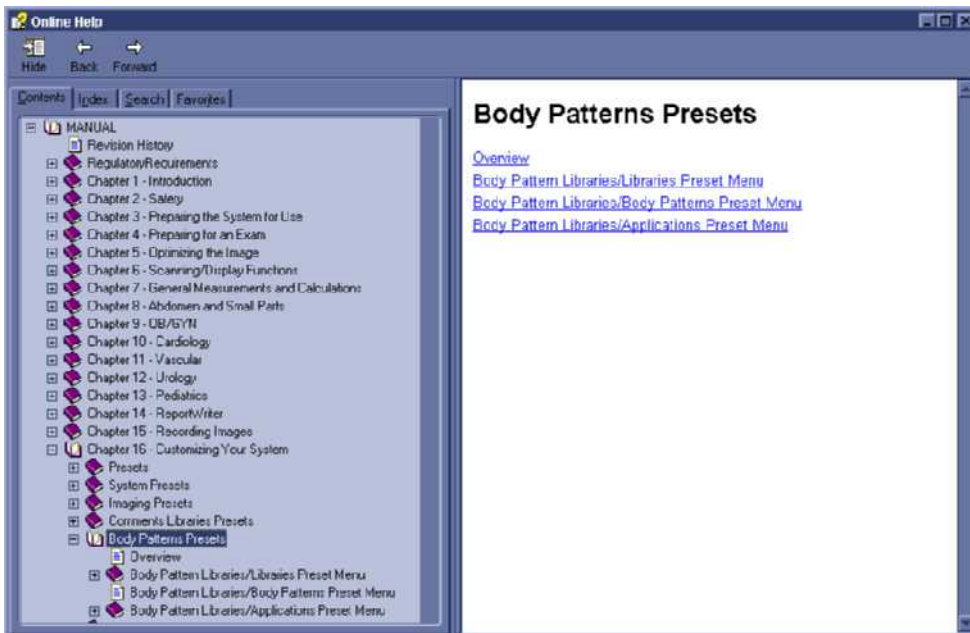 Online Help
Hide Back Forward
Contents Index Search Favorites
MANUAL
Revision History
RegulatoryRequirements
Chapter 1 - Introduction
Chapter 2 - Safety
Chapter 3 - Preparing the System for Use
Chapter 4 - Preparing for an Exam
Chapter 5 - Optimizing the Image
Chapter 6 - Scanning/Display Functions
Chapter 7 - General Measurements and Calculations
Chapter 8 - Abdomen and Small Parts
Chapter 9 - OB/GYN
Chapter 10 - Cardiology
Chapter 11 - Vascular
Chapter 12 - Urology
Chapter 13 - Pediatrics
Chapter 14 - ReportWriter
Chapter 15 - Recording Images
Chapter 16 - Customizing Your System
Presets
System Presets
Imaging Presets
Comments Libraries Presets
Body Patterns Presets
Overview
Body Pattern Libraries/Libraries Preset Menu
Body Pattern Libraries/Body Patterns Preset Menu
Body Pattern Libraries/Applications Preset Menu
Body Patterns Presets
Overview
Body Pattern Libraries/Libraries Preset Menu
Body Pattern Libraries/Body Patterns Preset Menu
Body Pattern Libraries/Applications Preset Menu